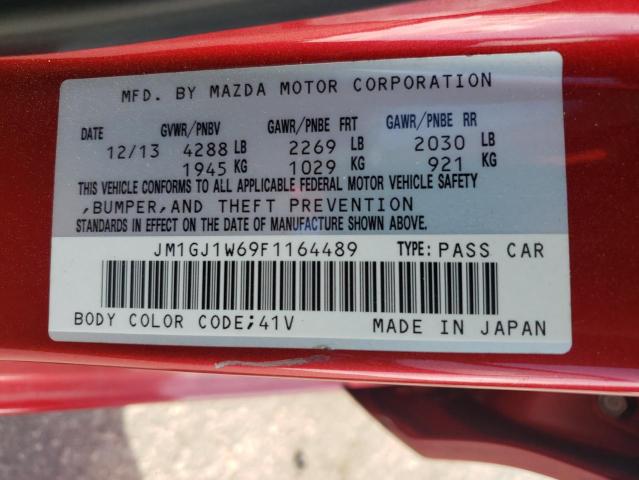 MFD. BY MAZDA MOTOR CORPORATION
DATE GVWR/PNBV GAWR/PNBE FRT GAWR/PNBE RR
12/13 4288 LB 2269 LB 2030 LB
1945 KG 1029 KG 921 KG
THIS VEHICLE CONFORMS TO ALL APPLICABLE FEDERAL MOTOR VEHICLE SAFETY
,BUMPER,AND THEFT PREVENTION
STANDARDS IN EFFECT ON THE DATE OF MANUFACTURE SHOWN ABOVE.
JM1GJ1W69F1164489 TYPE: PASS CAR
BODY COLOR CODE;41V MADE IN JAPAN